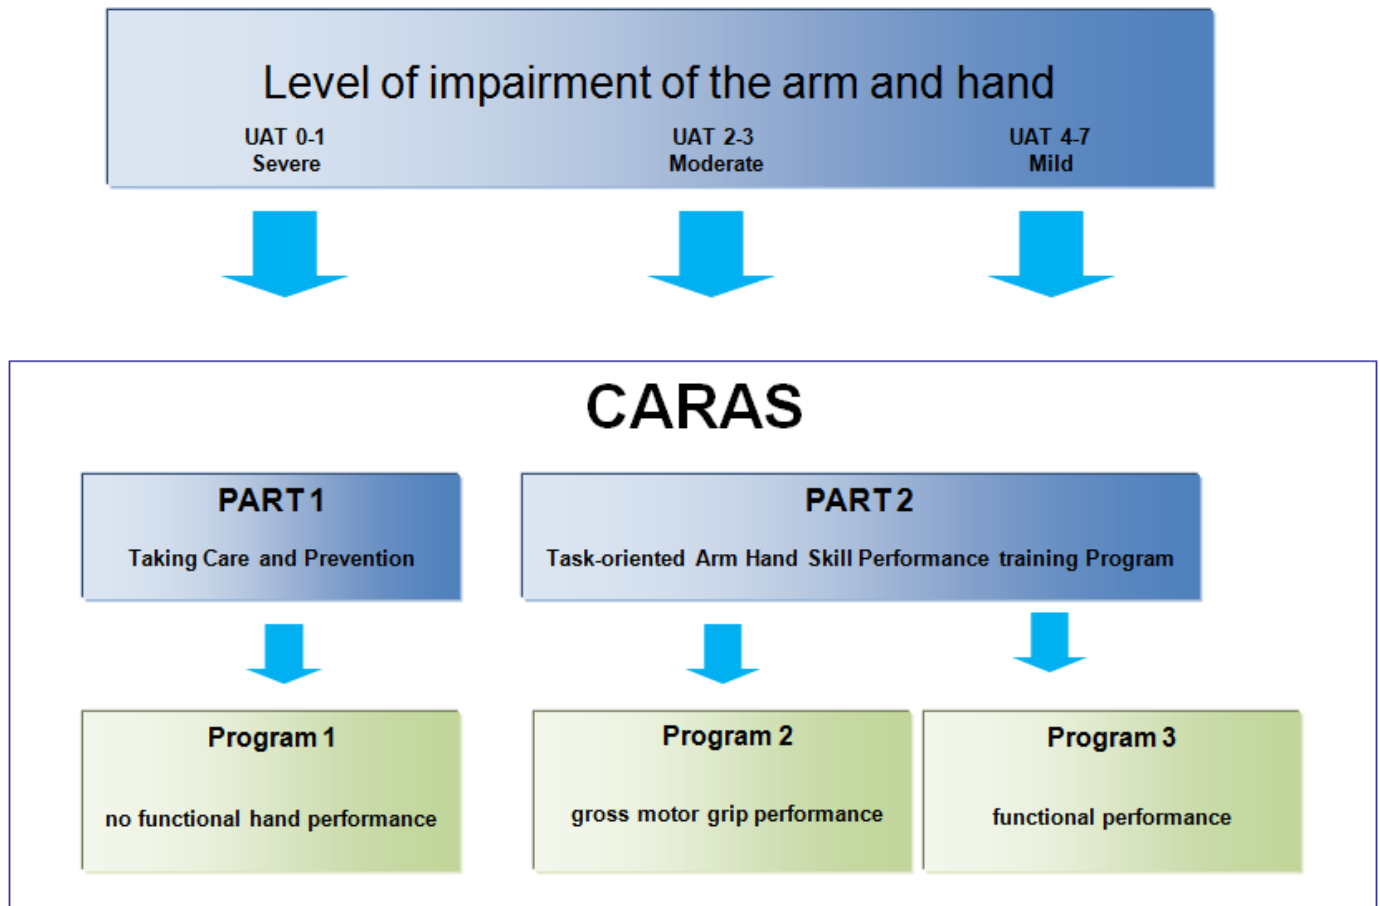 Level of impairment of the arm and hand
UAT 0-1
Severe
UAT 2-3
Moderate
UAT 4-7
Mild
CARAS
PART 1
Taking Care and Prevention
PART 2
Task-oriented Arm Hand Skill Performance training Program
Program 1
no functional hand performance
Program 2
gross motor grip performance
Program 3
functional performance